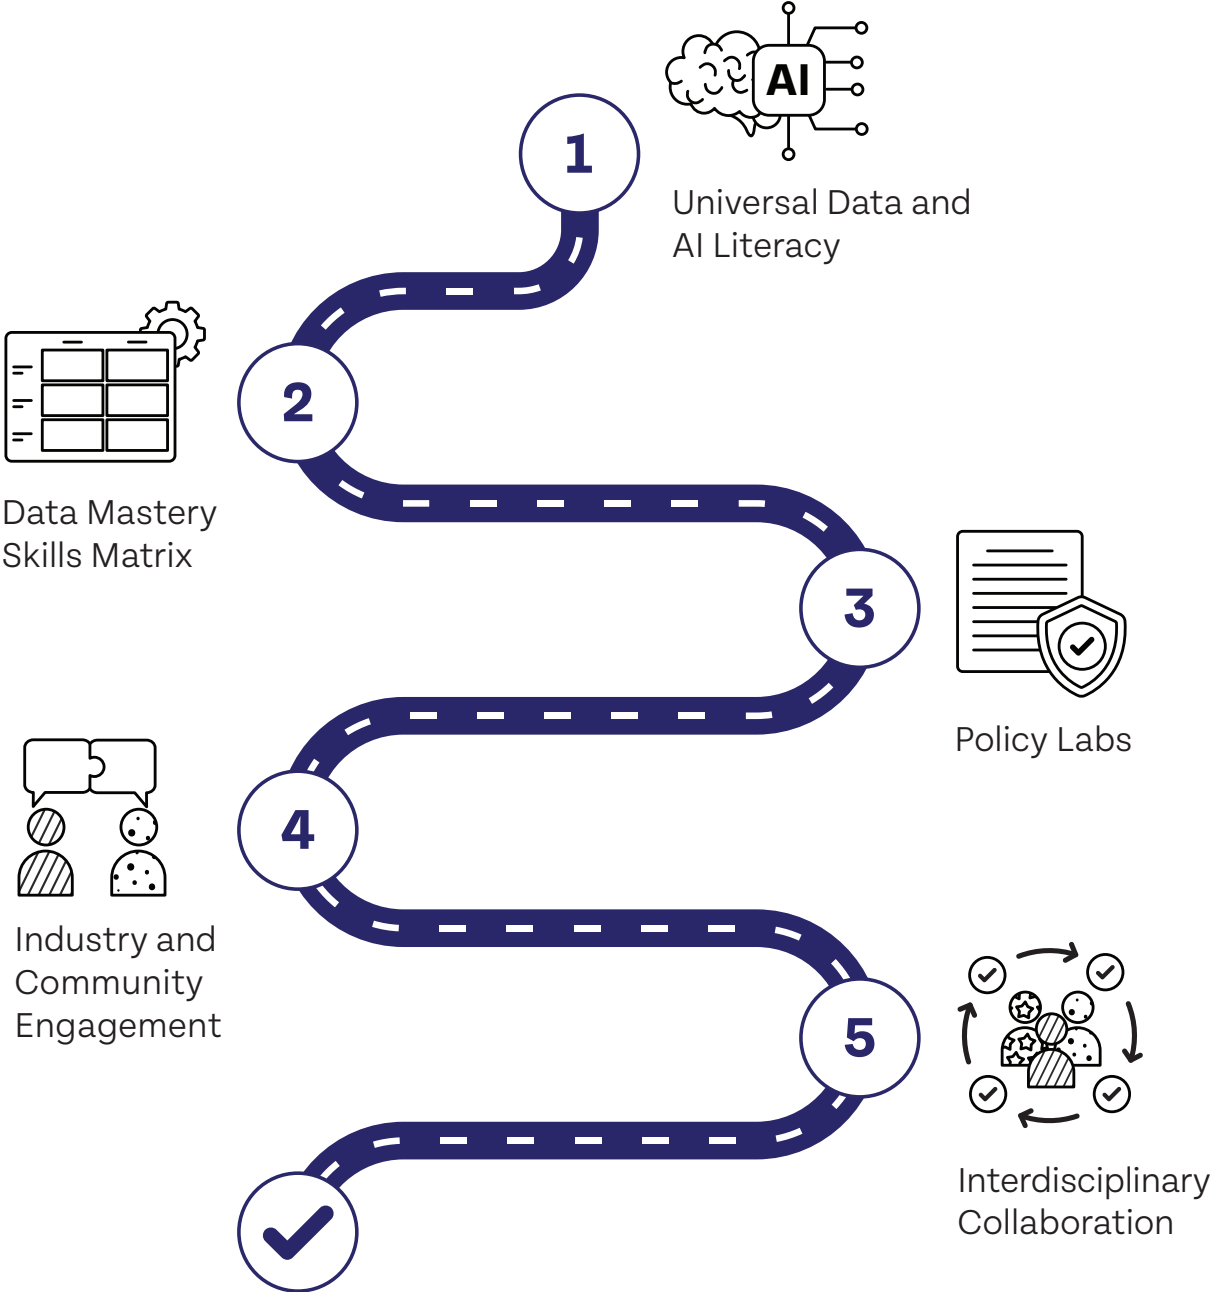 AI
1
Universal Data and
AI Literacy
2
Data Mastery
Skills Matrix
3
Policy Labs
4
Industry and
Community
Engagement
5
Interdisciplinary
Collaboration